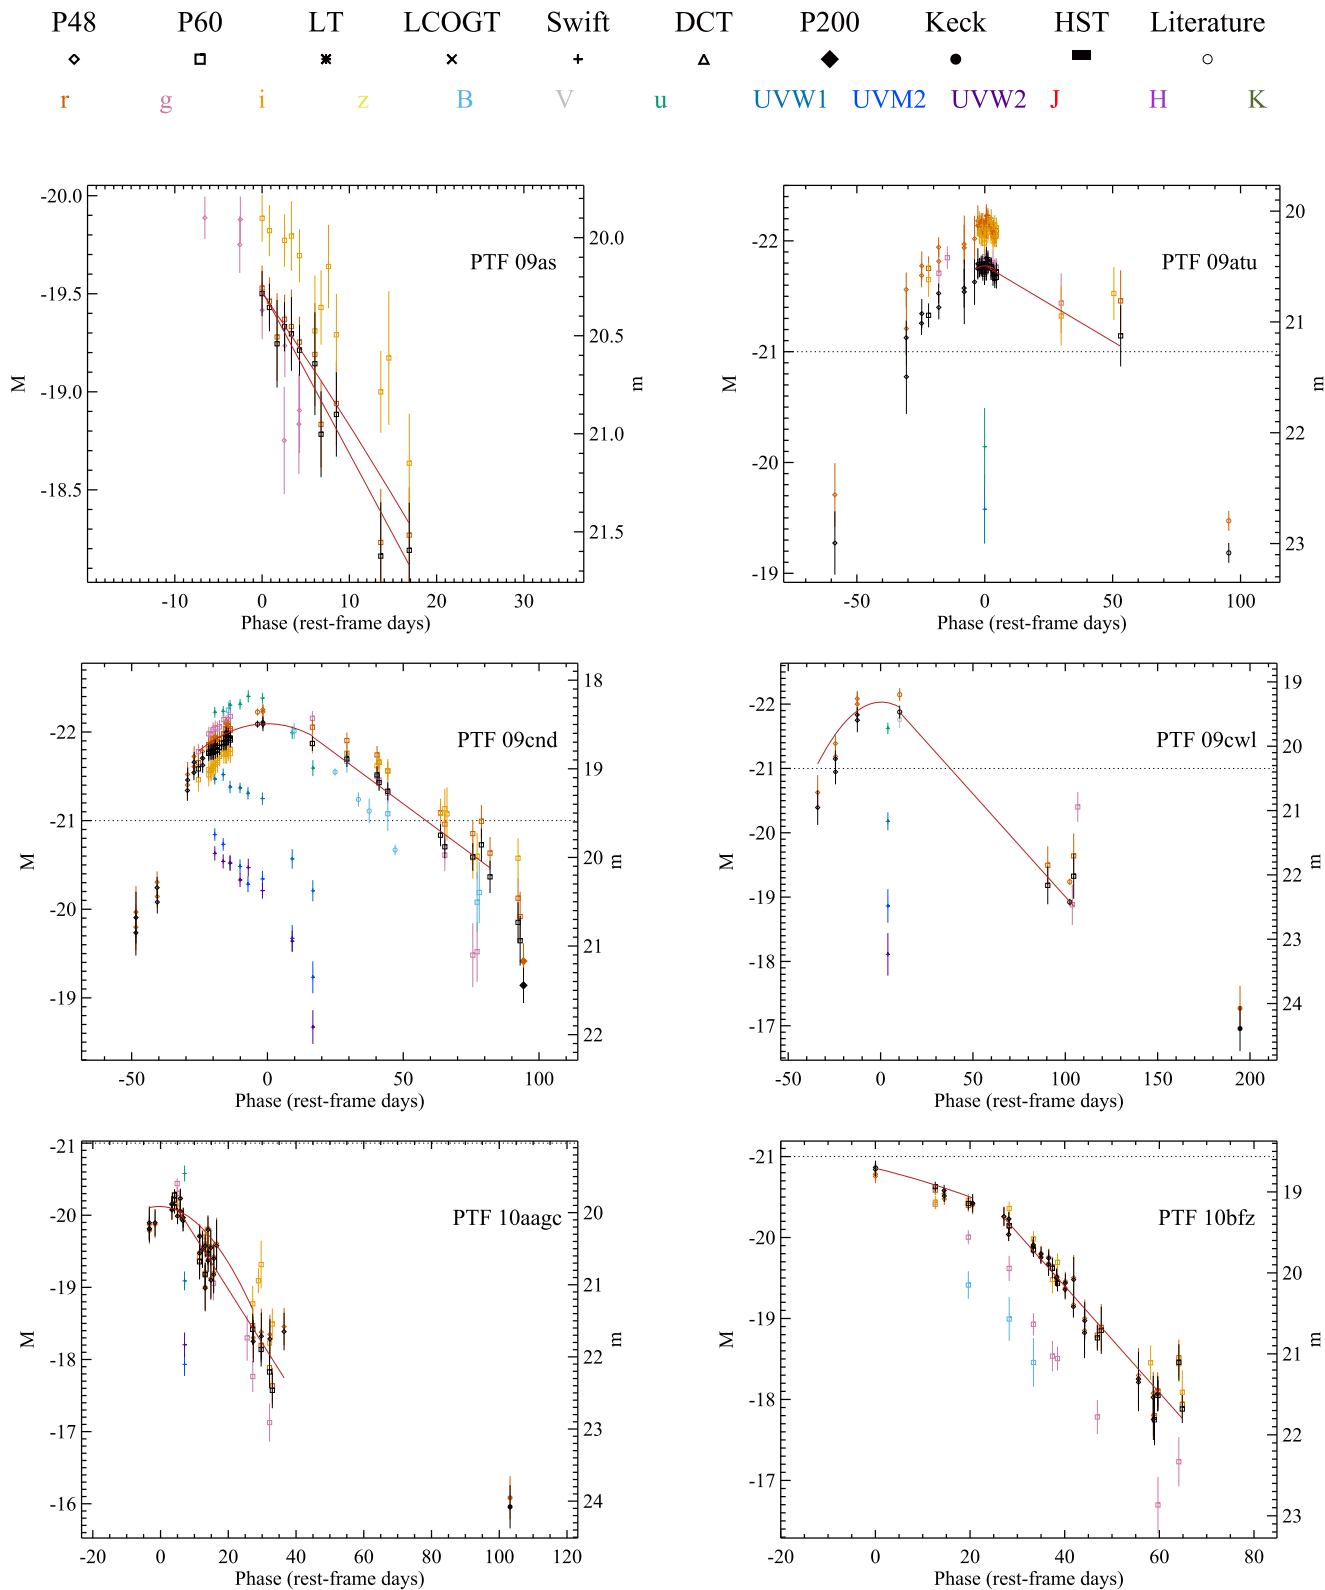 P48 P60 LT LCOGT Swift DCT P200 Keck HST Literature
r g i z B V u UVW1 UVM2 UVW2 J H K
PTF 09as
-20.0
-19.5
-19.0
-18.5
M
20.0
20.5
21.0
21.5
m
-10 0 10 20 30
Phase (rest-frame days)
PTF 09atu
-22
-21
-20
-19
M
20
21
22
23
m
-50 0 50 100
Phase (rest-frame days)
PTF 09cnd
-22
-21
-20
-19
M
18
19
20
21
22
m
-50 0 50 100
Phase (rest-frame days)
PTF 09cwl
-22
-21
-20
-19
-18
-17
M
19
20
21
22
23
24
m
-50 0 50 100 150 200
Phase (rest-frame days)
PTF 10aagc
-21
-20
-19
-18
-17
-16
M
20
21
22
23
24
m
-20 0 20 40 60 80 100 120
Phase (rest-frame days)
PTF 10bfz
-21
-20
-19
-18
-17
M
19
20
21
22
23
m
-20 0 20 40 60 80
Phase (rest-frame days)